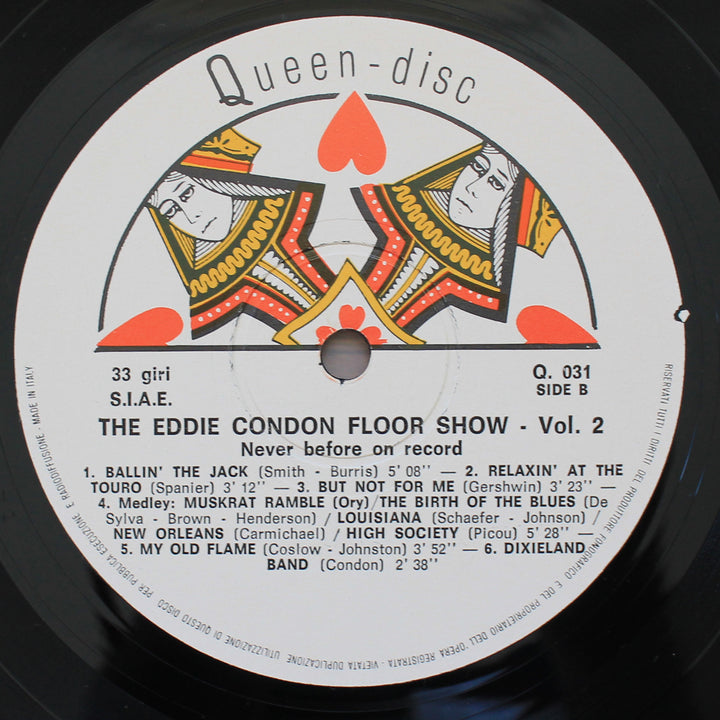 Queen-disc
33 giri
S.I.A.E.
Q. 031
SIDE B
THE EDDIE CONDON FLOOR SHOW - Vol. 2
Never before on record
1. BALLIN' THE JACK (Smith - Burris) 5' 08'' — 2. RELAXIN' AT THE
TOURO (Spanier) 3' 12'' — 3. BUT NOT FOR ME (Gershwin) 3' 23'' —
4. Medley: MUSKRAT RAMBLE (Ory)/THE BIRTH OF THE BLUES (De
Sylva - Brown - Henderson) / LOUISIANA (Schaefer - Johnson) /
NEW ORLEANS (Carmichael) / HIGH SOCIETY (Picou) 5' 28'' —
5. MY OLD FLAME (Coslow - Johnston) 3' 52'' — 6. DIXIELAND
BAND (Condon) 2' 38''
RISERVATI TUTTI I DIRITTI DEL PRODUTTORE FONOGRAFICO E DEL PROPRIETARIO DELL'OPERA REGISTRATA - VIETATA DUPLICAZIONE UTILIZZAZIONE DI QUESTO DISCO PER PUBBLICA ESECUZIONE E RADIODIFFUSIONE - MADE IN ITALY